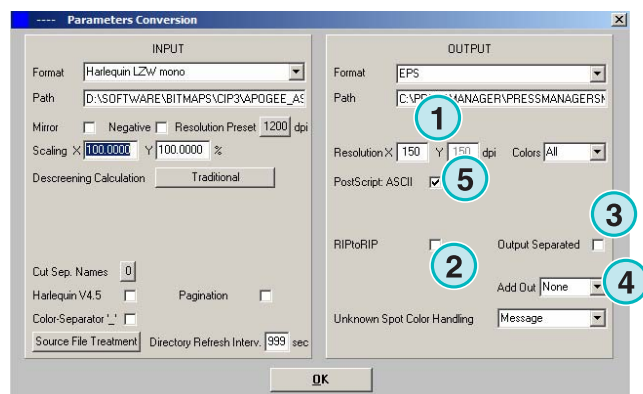 ---- Parameters Conversion
INPUT
Format Harlequin LZW mono
Path D:\SOFTWARE\BITMAPS\CIP3\APOGEE_AS
Mirror Negative Resolution Preset 1200 dpi
Scaling X 100.0000 Y 100.0000 %
Descreening Calculation Traditional
Cut Sep. Names 0
Harlequin V4.5 Pagination
Color-Separator '_'
Source File Treatment Directory Refresh Interv. 999 sec
OUTPUT
Format EPS
Path
1
Resolution X 150 Y 150 dpi Colors All
PostScript: ASCII 5
3
RIPtoRIP Output Separated
2
4
Add Out None
Unknown Spot Color Handling Message
OK